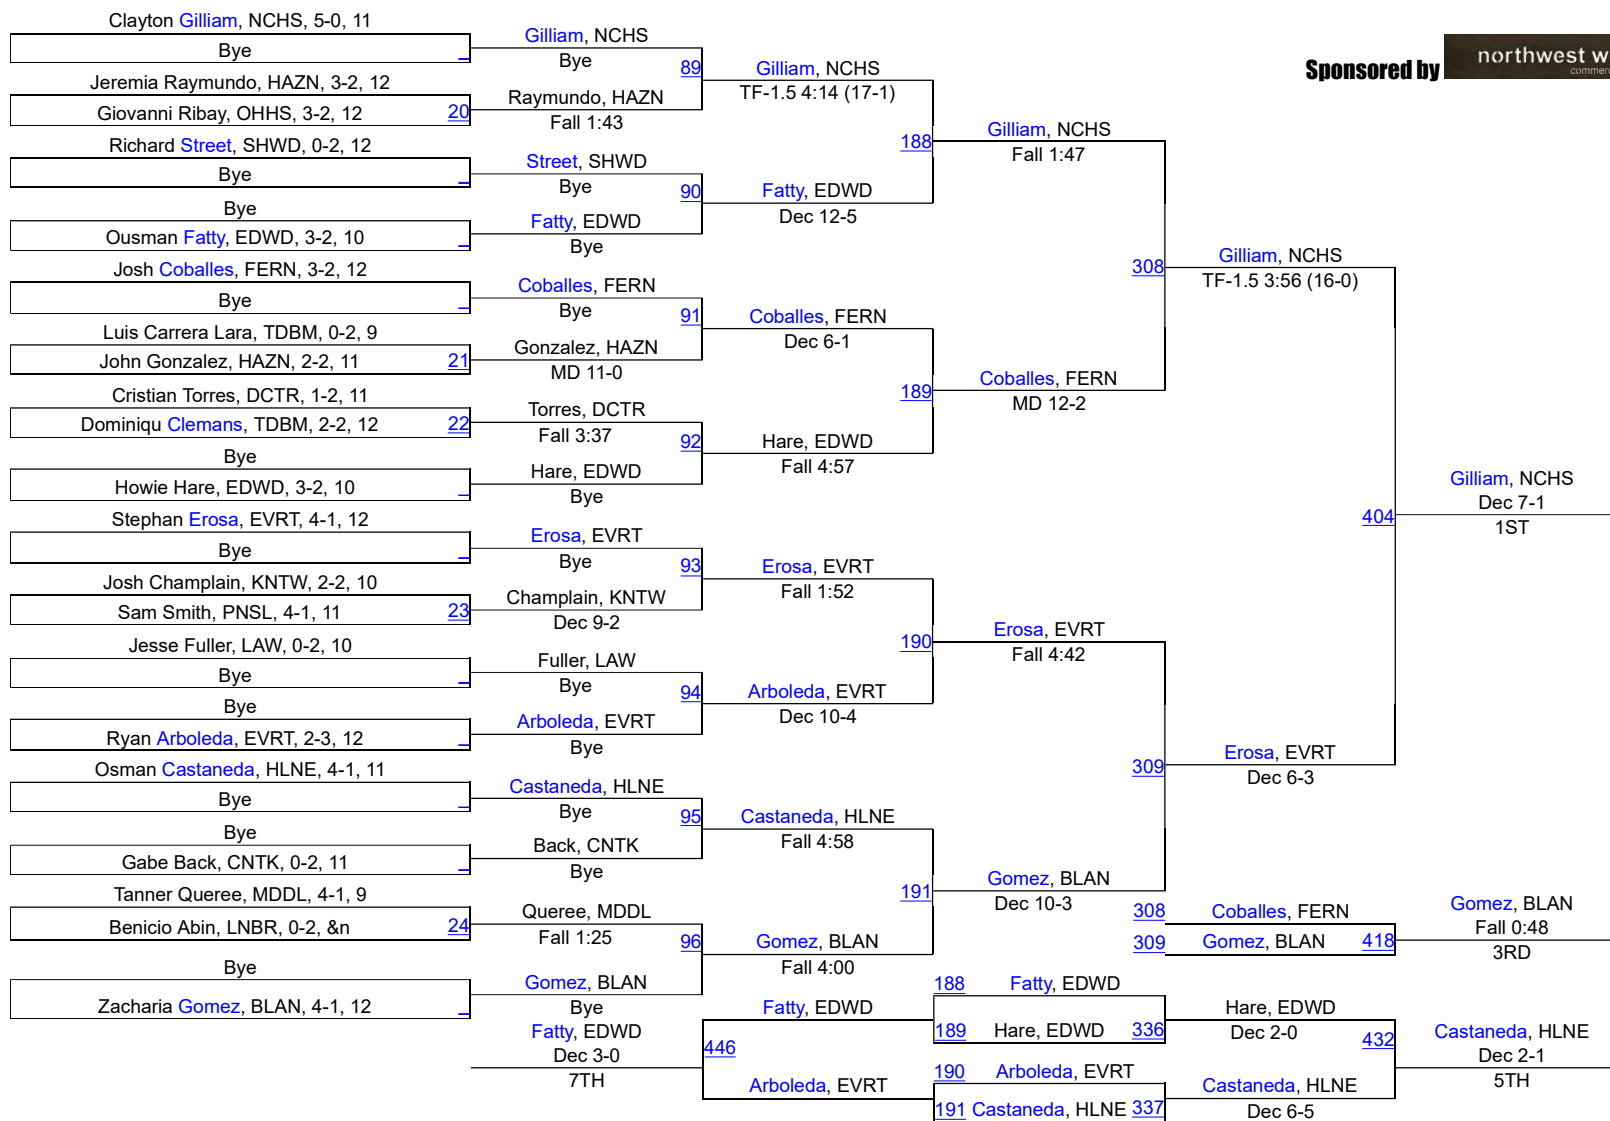 Clayton Gilliam, NCHS, 5-0, 11
Bye
Jeremia Raymundo, HAZN, 3-2, 12
Giovanni Ribay, OHHS, 3-2, 12
20
Richard Street, SHWD, 0-2, 12
Bye
Bye
Ousman Fatty, EDWD, 3-2, 10
Josh Coballes, FERN, 3-2, 12
Bye
Luis Carrera Lara, TDBM, 0-2, 9
John Gonzalez, HAZN, 2-2, 11
21
Cristian Torres, DCTR, 1-2, 11
Dominiqu Clemans, TDBM, 2-2, 12
22
Bye
Howie Hare, EDWD, 3-2, 10
Stephan Erosa, EVRT, 4-1, 12
Bye
Josh Champlain, KNTW, 2-2, 10
Sam Smith, PNSL, 4-1, 11
23
Jesse Fuller, LAW, 0-2, 10
Bye
Bye
Ryan Arboleda, EVRT, 2-3, 12
Osman Castaneda, HLNE, 4-1, 11
Bye
Bye
Gabe Back, CNTK, 0-2, 11
Tanner Queree, MDDL, 4-1, 9
Benicio Abin, LNBR, 0-2, &n
24
Bye
Zacharia Gomez, BLAN, 4-1, 12
Gilliam, NCHS
Bye
89
Raymundo, HAZN
Fall 1:43
Street, SHWD
Bye
90
Fatty, EDWD
Bye
Coballes, FERN
Bye
91
Gonzalez, HAZN
MD 11-0
Torres, DCTR
Fall 3:37
92
Hare, EDWD
Bye
Erosa, EVRT
Bye
93
Champlain, KNTW
Dec 9-2
Fuller, LAW
Bye
94
Arboleda, EVRT
Bye
Castaneda, HLNE
Bye
95
Back, CNTK
Bye
Queree, MDDL
Fall 1:25
96
Gomez, BLAN
Bye
Fatty, EDWD
Dec 3-0
7TH
Gilliam, NCHS
TF-1.5 4:14 (17-1)
188
Fatty, EDWD
Dec 12-5
Coballes, FERN
Dec 6-1
189
Hare, EDWD
Fall 4:57
Erosa, EVRT
Fall 1:52
190
Arboleda, EVRT
Dec 10-4
Castaneda, HLNE
Fall 4:58
191
Gomez, BLAN
Fall 4:00
Fatty, EDWD
446
Arboleda, EVRT
Gilliam, NCHS
Fall 1:47
308
Coballes, FERN
MD 12-2
Erosa, EVRT
Fall 4:42
309
Gomez, BLAN
Dec 10-3
188 Fatty, EDWD
189 Hare, EDWD 336
190 Arboleda, EVRT
191 Castaneda, HLNE 337
Sponsored by
northwest w
commerc
Gilliam, NCHS
TF-1.5 3:56 (16-0)
404
Erosa, EVRT
Dec 6-3
308 Coballes, FERN
309 Gomez, BLAN 418
Hare, EDWD
Dec 2-0
432
Castaneda, HLNE
Dec 6-5
Gilliam, NCHS
Dec 7-1
1ST
Gomez, BLAN
Fall 0:48
3RD
Castaneda, HLNE
Dec 2-1
5TH